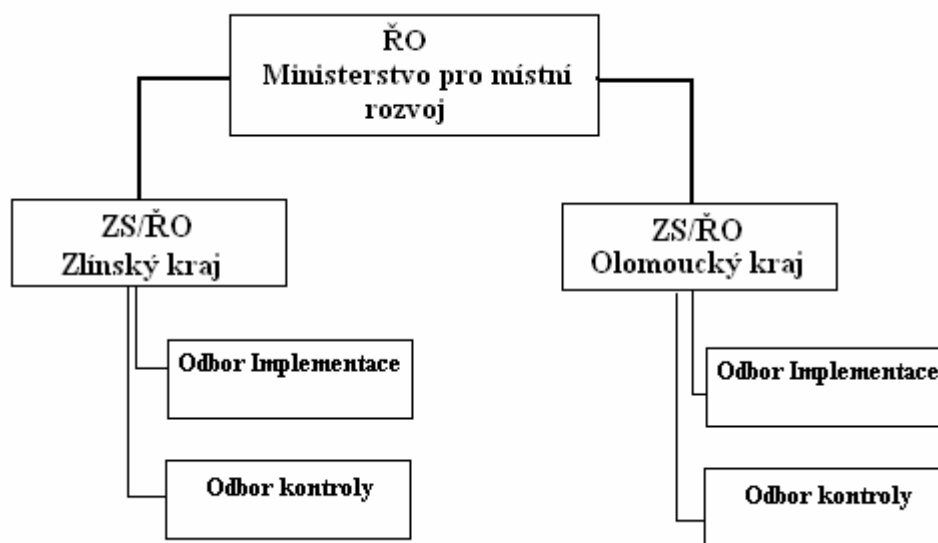 ŘO
Ministerstvo pro místní
rozvoj
ZS/ŘO
Zlínský kraj
ZS/ŘO
Olomoucký kraj
Odbor Implementace
Odbor Implementace
Odbor kontroly
Odbor kontroly